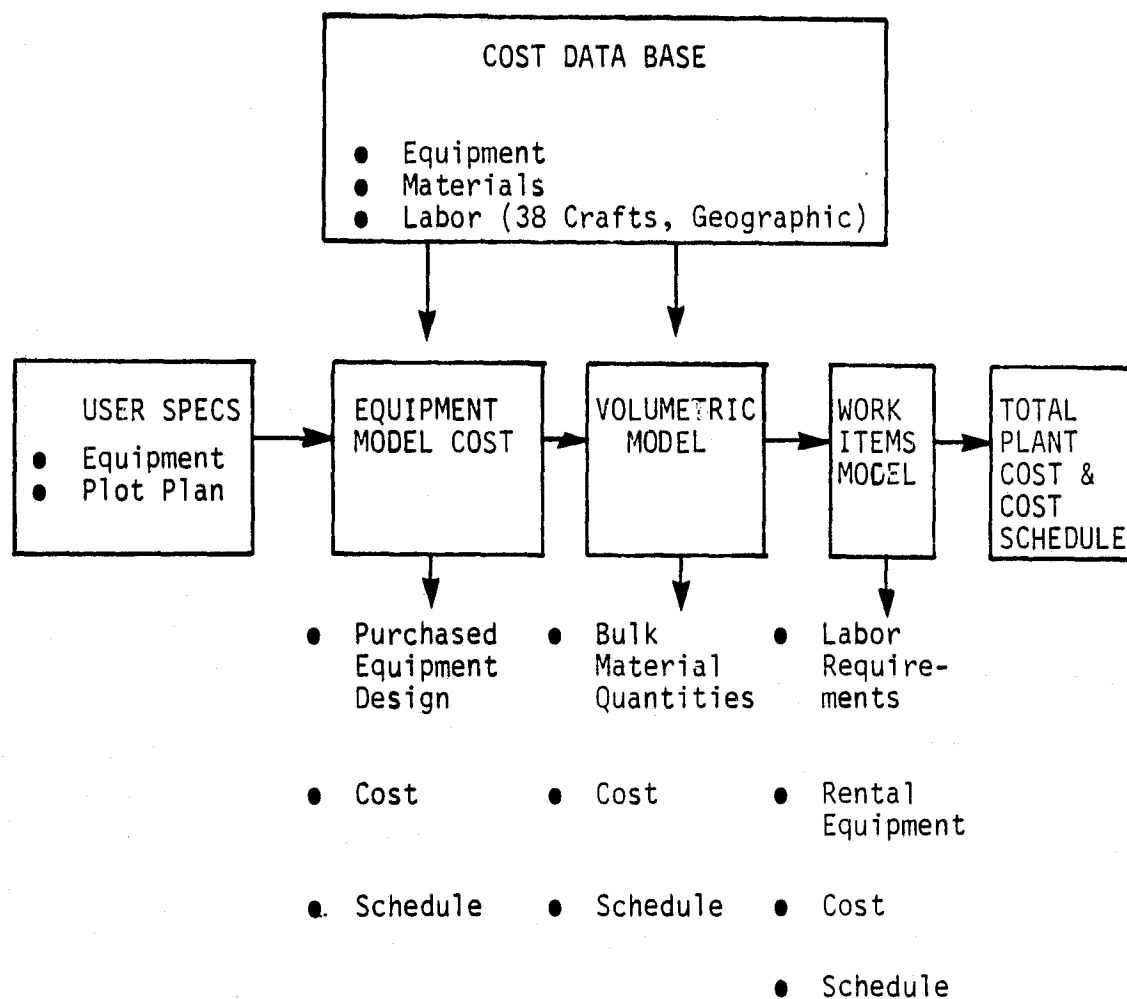 COST DATA BASE
● Equipment
● Materials
● Labor (38 Crafts, Geographic)
USER SPECS
● Equipment
● Plot Plan
EQUIPMENT
MODEL COST
VOLUMETRIC
MODEL
WORK
ITEMS
MODEL
TOTAL
PLANT
COST &
COST
SCHEDULE
● Purchased
Equipment
Design
● Cost
● Schedule
● Bulk
Material
Quantities
● Cost
● Schedule
● Labor
Require-
ments
● Rental
Equipment
● Cost
● Schedule